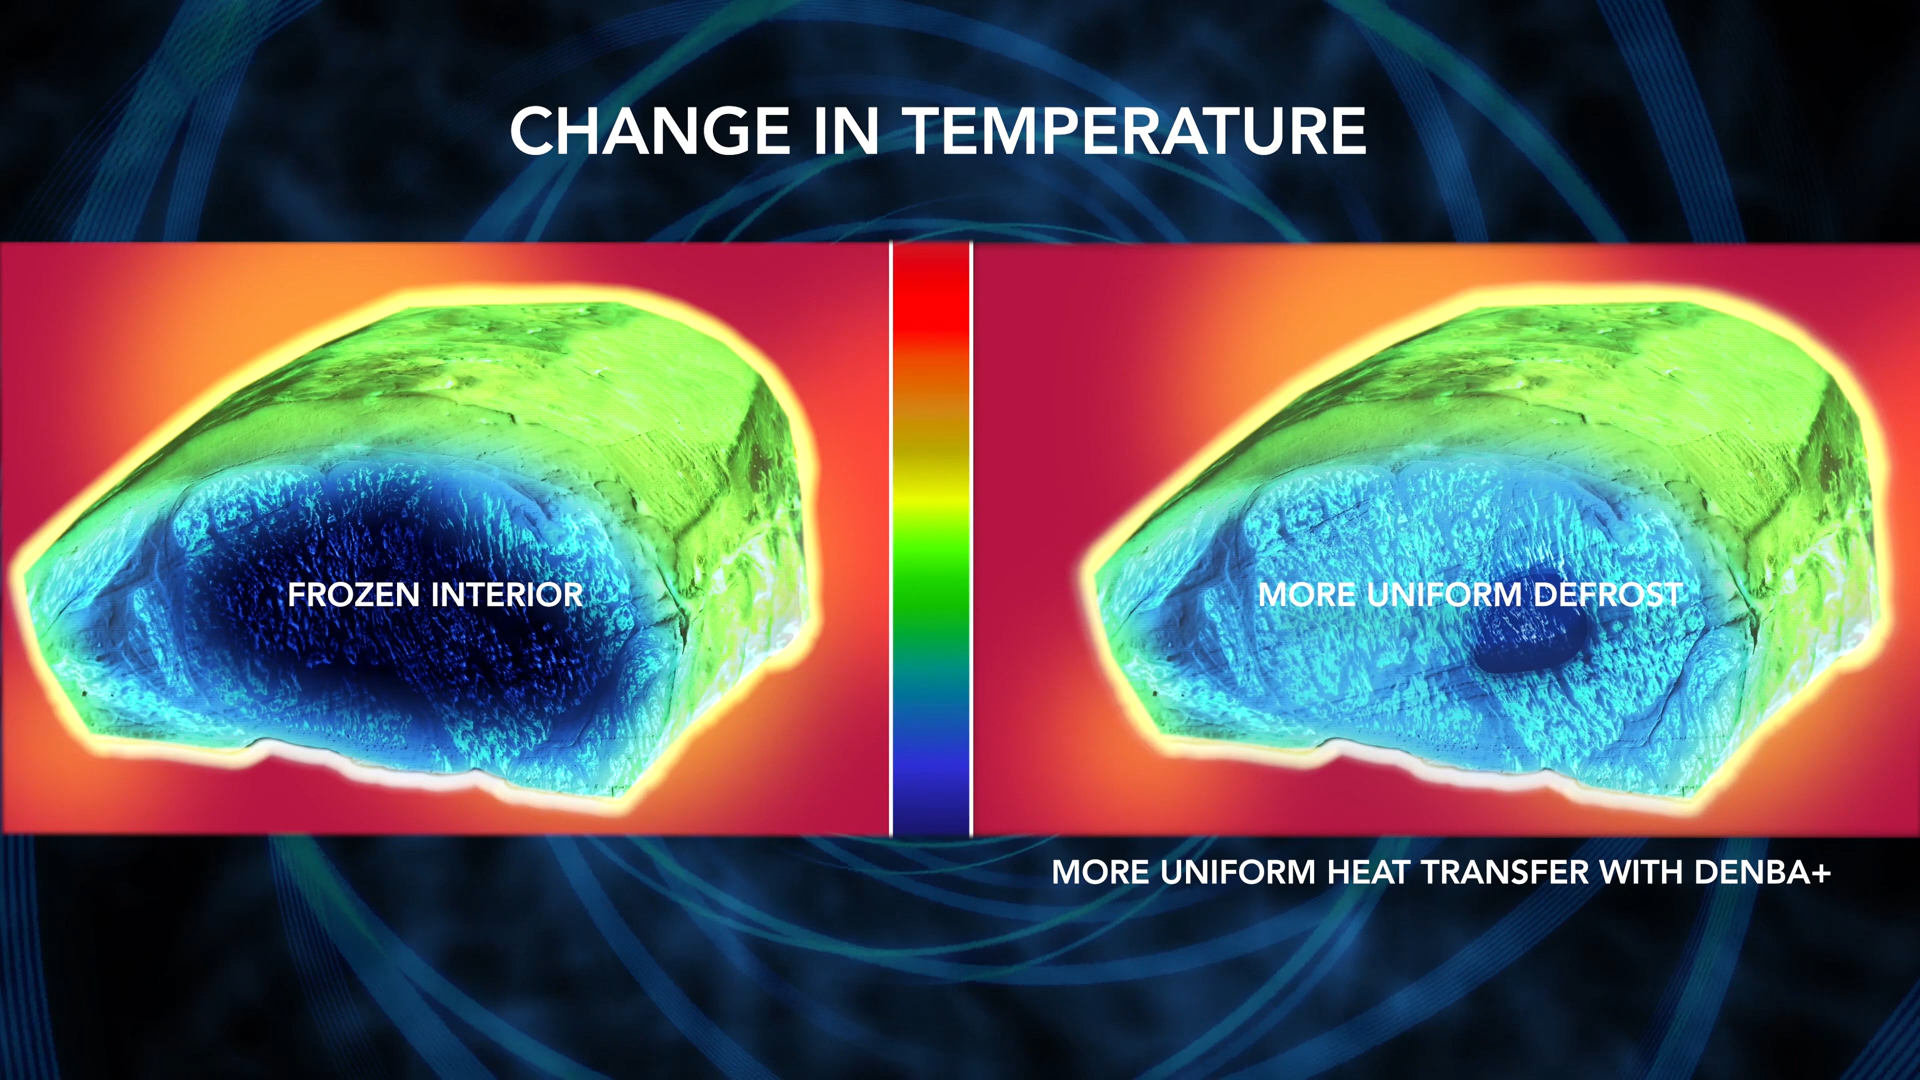 CHANGE IN TEMPERATURE
FROZEN INTERIOR
MORE UNIFORM DEFROST
MORE UNIFORM HEAT TRANSFER WITH DENBA+